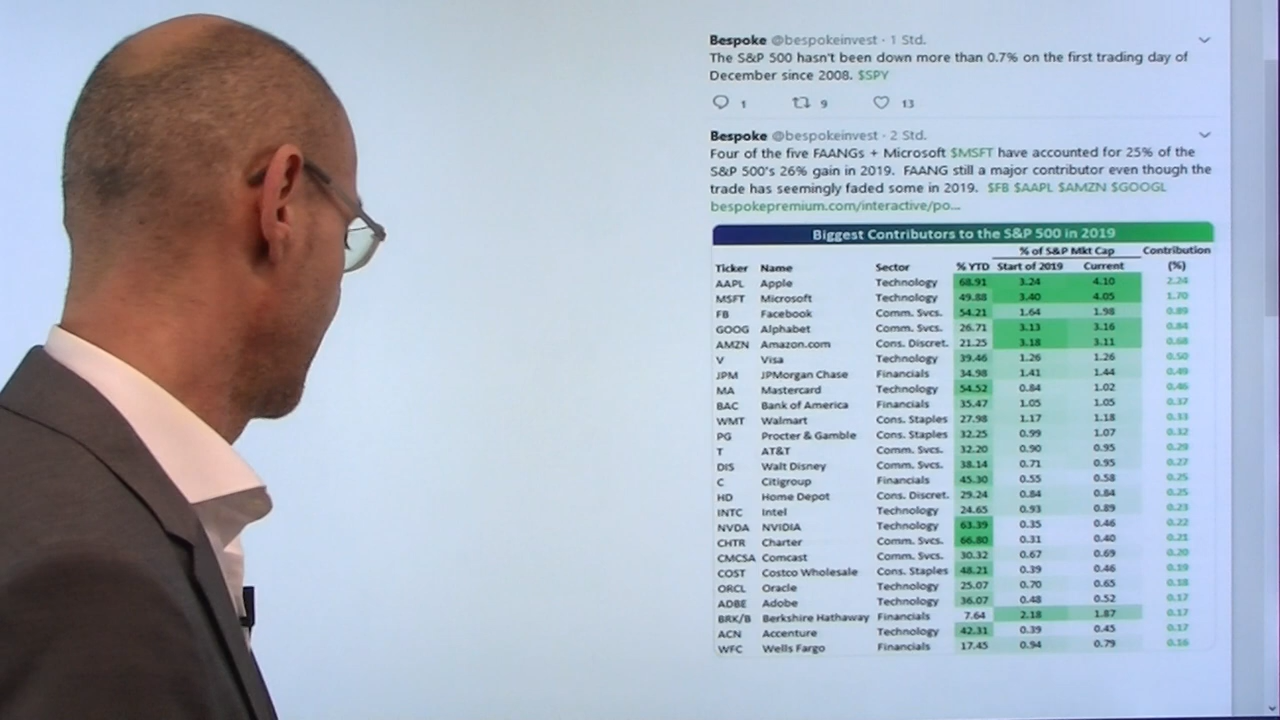 Bespoke @bespokeinvest · 1 Std.
The S&P 500 hasn't been down more than 0.7% on the first trading day of
December since 2008. $SPY
1 9 13
Bespoke @bespokeinvest · 2 Std.
Four of the five FAANGs + Microsoft $MSFT have accounted for 25% of the
S&P 500's 26% gain in 2019. FAANG still a major contributor even though the
trade has seemingly faded some in 2019. $FB $AAPL $AMZN $GOOGL
bespokepremium.com/interactive/po...
Biggest Contributors to the S&P 500 in 2019
% of S&P Mkt Cap Contribution
Ticker Name Sector % YTD Start of 2019 Current (%)
AAPL Apple Technology 68.91 3.24 4.10 2.24
MSFT Microsoft Technology 49.88 3.40 4.05 1.70
FB Facebook Comm. Svcs. 54.21 1.64 1.98 0.89
GOOG Alphabet Comm. Svcs. 26.71 3.13 3.16 0.84
AMZN Amazon.com Cons. Discret. 21.25 3.18 3.11 0.68
V Visa Technology 39.46 1.26 1.26 0.50
JPM JPMorgan Chase Financials 34.98 1.41 1.44 0.49
MA Mastercard Technology 54.52 0.84 1.02 0.46
BAC Bank of America Financials 35.47 1.05 1.05 0.37
WMT Walmart Cons. Staples 27.98 1.17 1.18 0.33
PG Procter & Gamble Cons. Staples 32.25 0.99 1.07 0.32
T AT&T Comm. Svcs. 32.20 0.90 0.95 0.29
DIS Walt Disney Comm. Svcs. 38.14 0.71 0.95 0.27
C Citigroup Financials 45.30 0.55 0.58 0.25
HD Home Depot Cons. Discret. 29.24 0.84 0.84 0.25
INTC Intel Technology 24.65 0.93 0.89 0.23
NVDA NVIDIA Technology 63.39 0.35 0.46 0.22
CHTR Charter Comm. Svcs. 66.80 0.31 0.40 0.21
CMCSA Comcast Comm. Svcs. 30.32 0.67 0.69 0.20
COST Costco Wholesale Cons. Staples 48.21 0.39 0.46 0.19
ORCL Oracle Technology 25.07 0.70 0.65 0.18
ADBE Adobe Technology 36.07 0.48 0.52 0.17
BRK/B Berkshire Hathaway Financials 7.64 2.18 1.87 0.17
ACN Accenture Technology 42.31 0.39 0.45 0.17
WFC Wells Fargo Financials 17.45 0.94 0.79 0.16